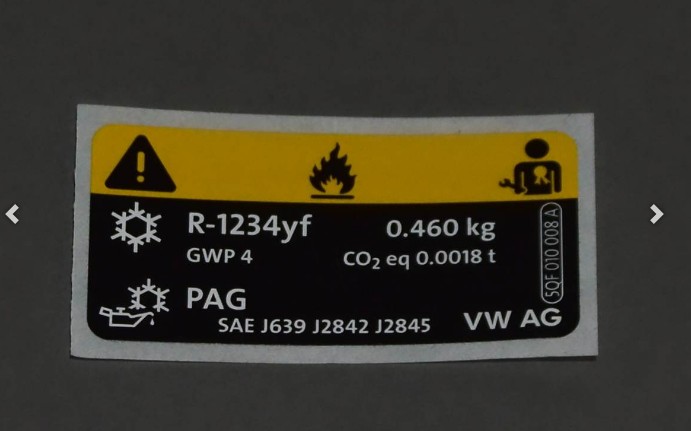 R-1234yf 0.460 kg
GWP 4 CO₂ eq 0.0018 t
PAG
SAE J639 J2842 J2845 VW AG
5QF 010 008 A